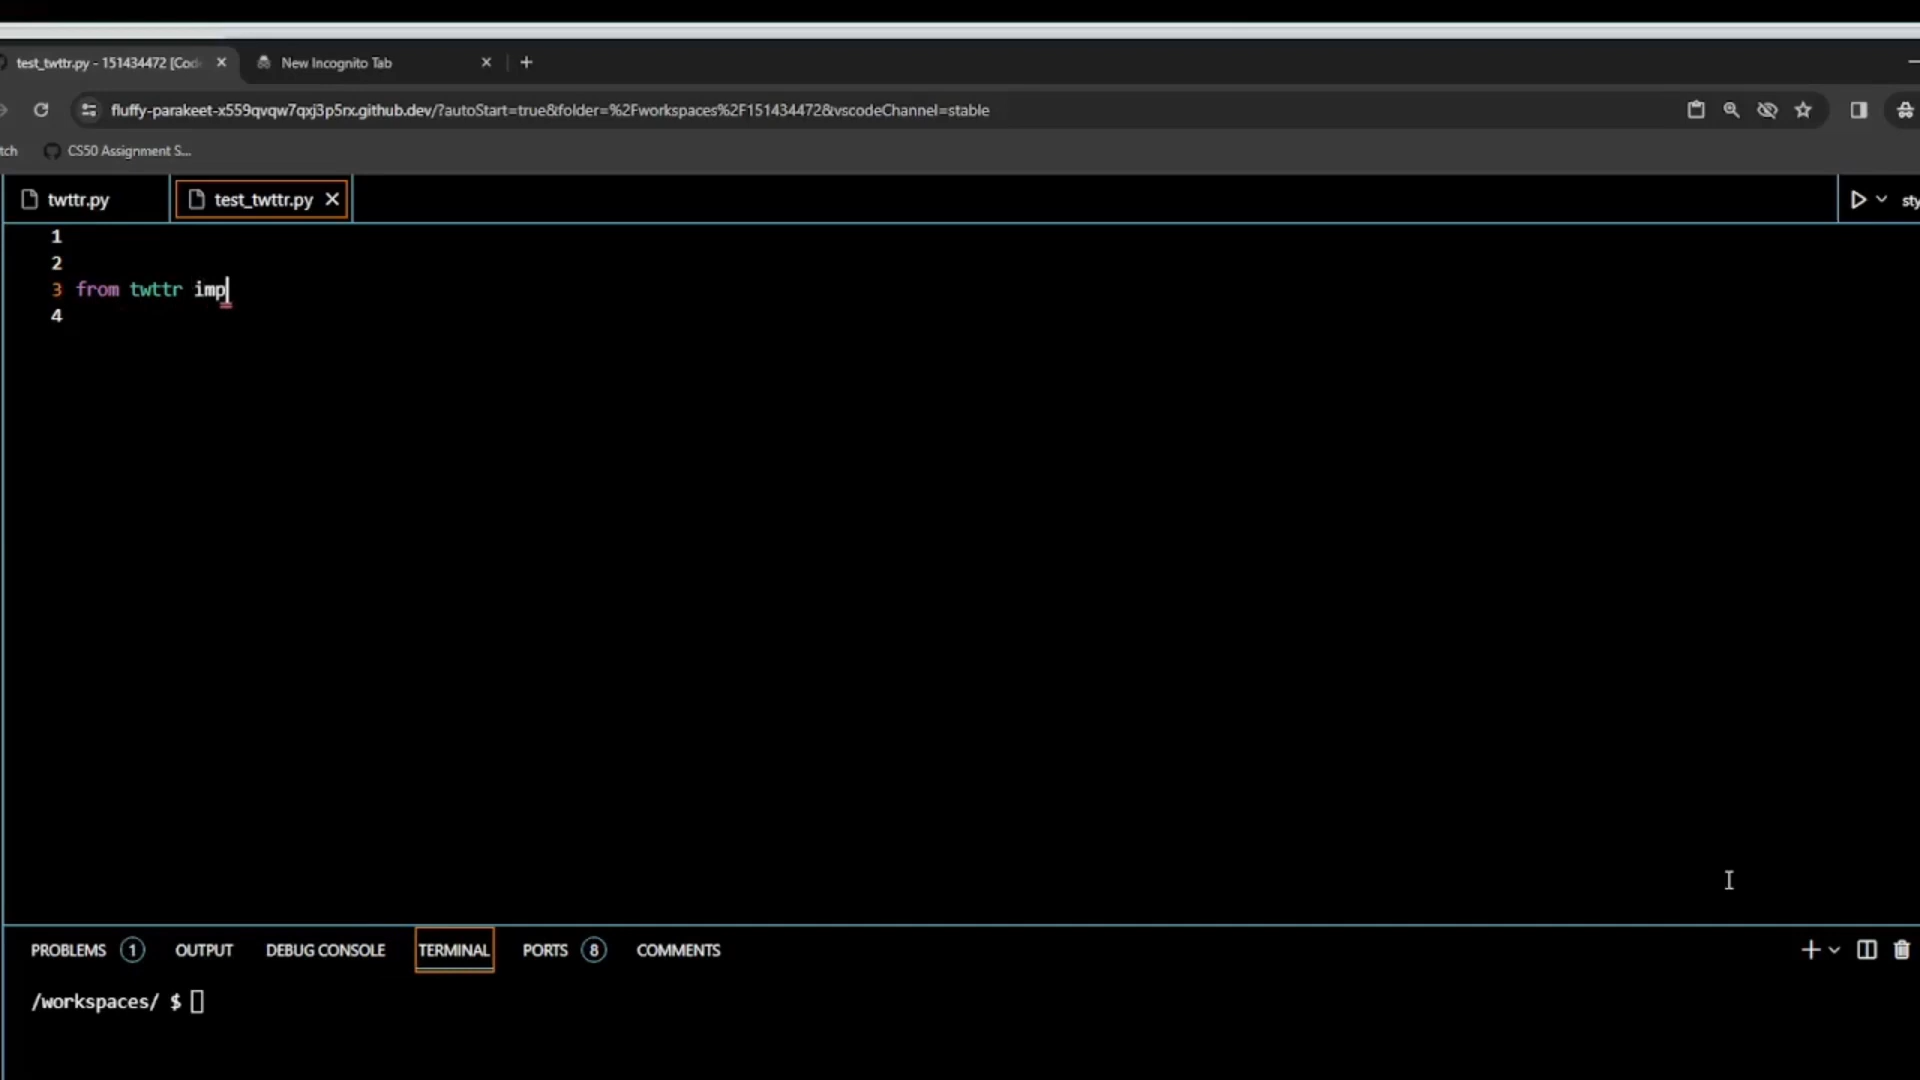 test_twttr.py - 151434472 [Cod
New Incognito Tab
fluffy-parakeet-x559qvqw7qxj3p5rx.github.dev/?autoStart=true&folder=%2Fworkspaces%2F151434472&vscodeChannel=stable
tch
CS50 Assignment S...
twttr.py
test_twttr.py
sty
1
2
3 from twttr imp
4
PROBLEMS 1 OUTPUT DEBUG CONSOLE TERMINAL PORTS 8 COMMENTS
/workspaces/ $